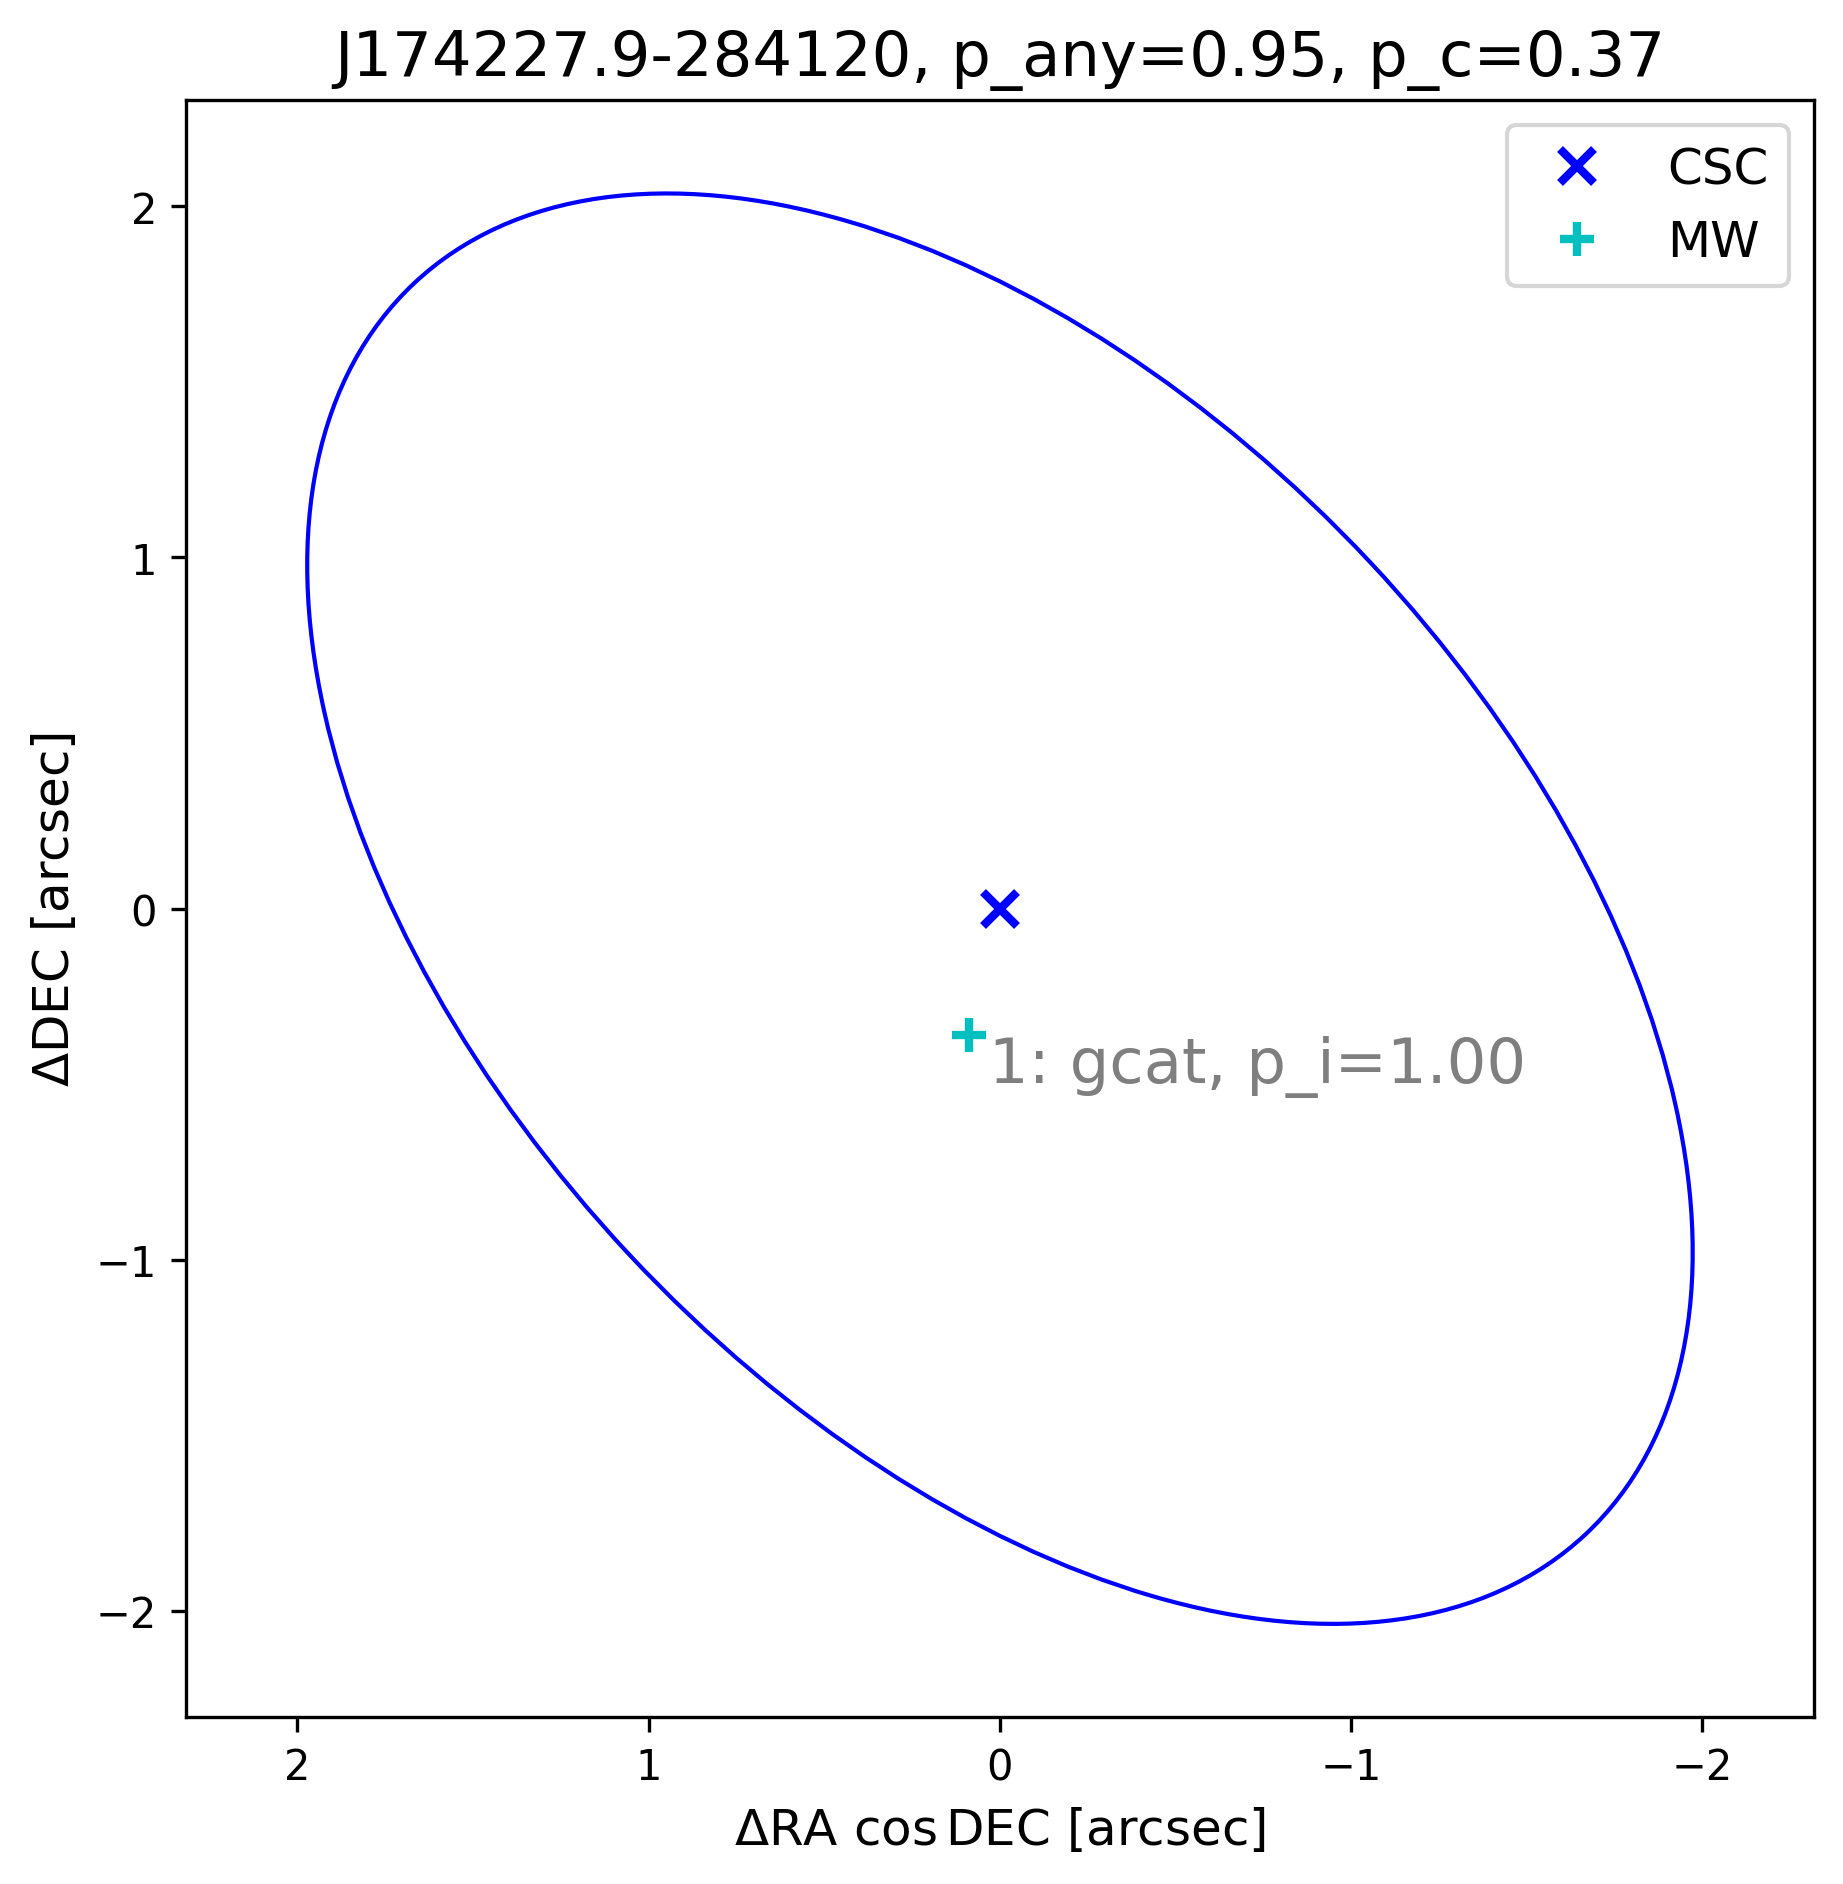 J174227.9-284120, p_any=0.95, p_c=0.37
CSC
MW
2
1
0
−1
−2
ΔDEC [arcsec]
1: gcat, p_i=1.00
2 1 0 −1 −2
ΔRA cos DEC [arcsec]